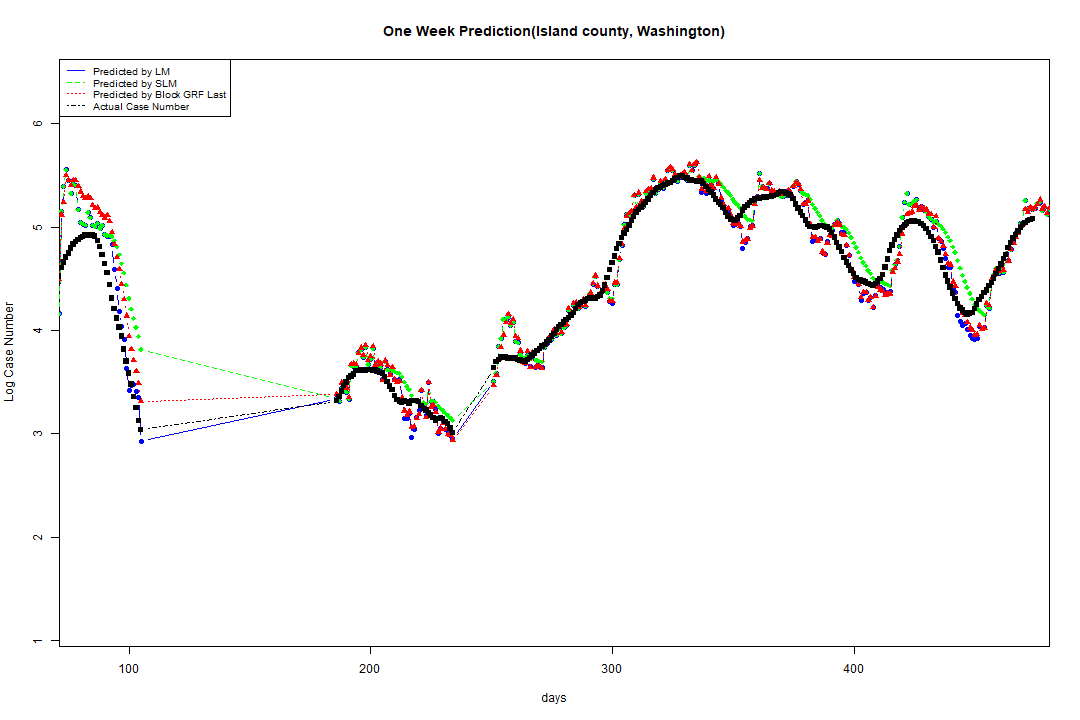 One Week Prediction(Island county, Washington)
Predicted by LM
Predicted by SLM
Predicted by Block GRF Last
Actual Case Number
6
5
4
3
2
1
Log Case Number
100 200 300 400
days